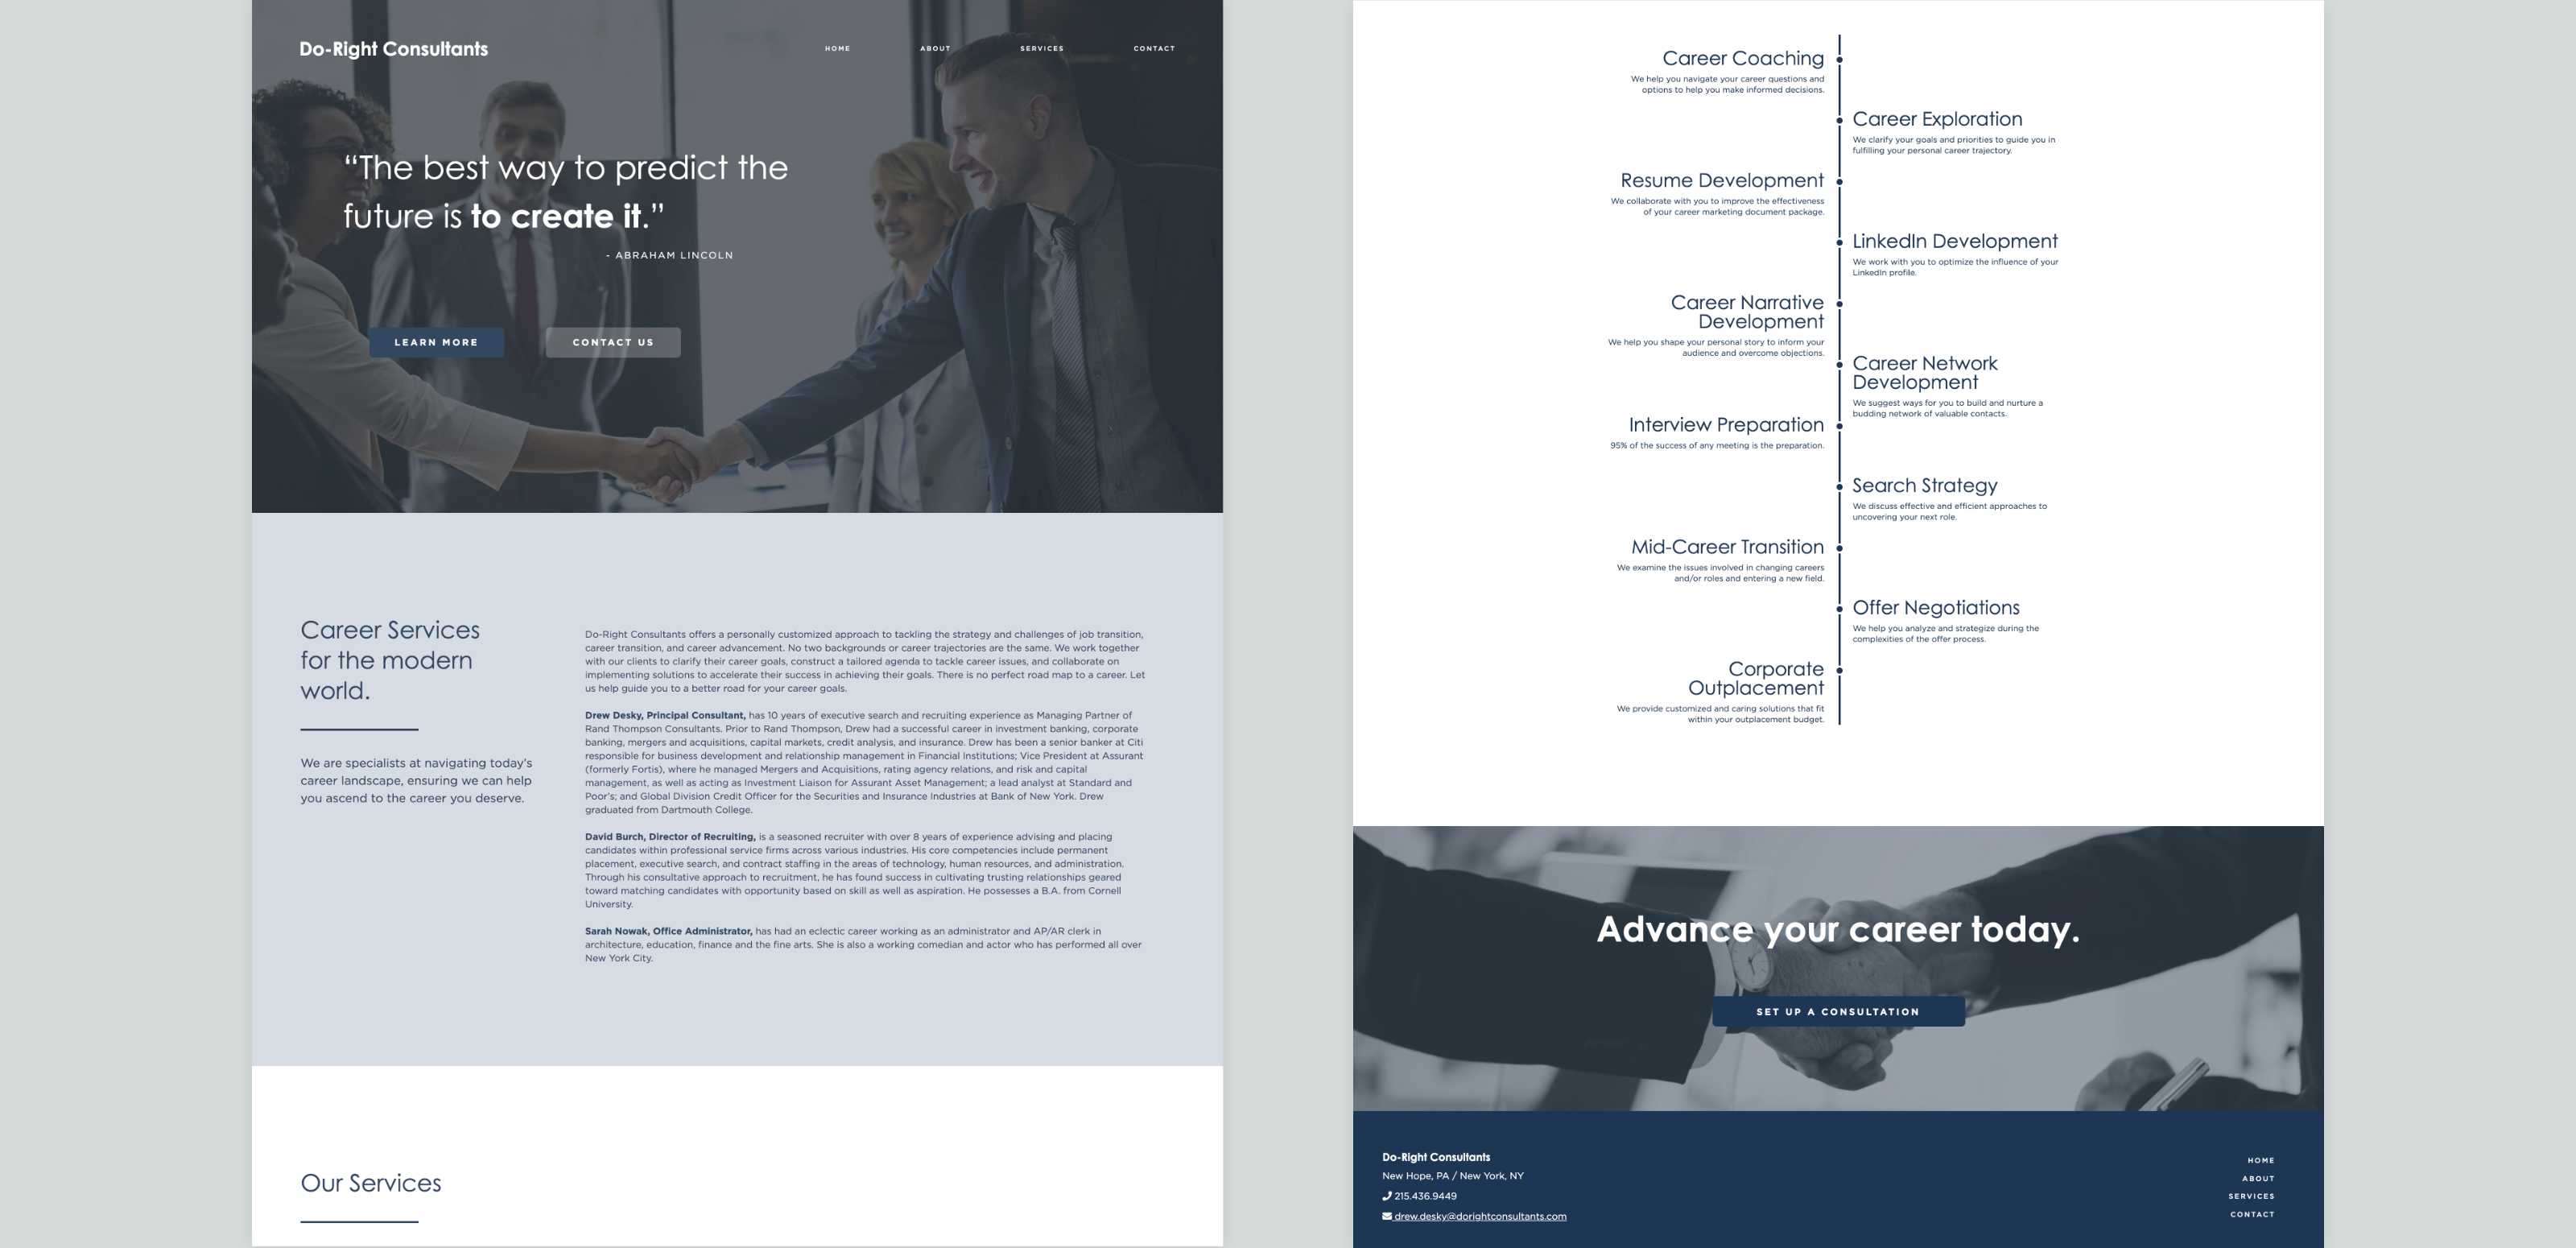 Do-Right Consultants
HOME
ABOUT
SERVICES
CONTACT
“The best way to predict the
future is to create it.”
- ABRAHAM LINCOLN
LEARN MORE
CONTACT US
Career Services
for the modern
world.
We are specialists at navigating today’s
career landscape, ensuring we can help
you ascend to the career you deserve.
Do-Right Consultants offers a personally customized approach to tackling the strategy and challenges of job transition,
career transition, and career advancement. No two backgrounds or career trajectories are the same. We work together
with our clients to clarify their career goals, construct a tailored agenda to tackle career issues, and collaborate on
implementing solutions to accelerate their success in achieving their goals. There is no perfect road map to a career. Let
us help guide you to a better road for your career goals.
Drew Desky, Principal Consultant, has 10 years of executive search and recruiting experience as Managing Partner of
Rand Thompson Consultants. Prior to Rand Thompson, Drew had a successful career in investment banking, corporate
banking, mergers and acquisitions, capital markets, credit analysis, and insurance. Drew has been a senior banker at Citi
responsible for business development and relationship management in Financial Institutions; Vice President at Assurant
(formerly Fortis), where he managed Mergers and Acquisitions, rating agency relations, and risk and capital
management, as well as acting as Investment Liaison for Assurant Asset Management; a lead analyst at Standard and
Poor’s; and Global Division Credit Officer for the Securities and Insurance Industries at Bank of New York. Drew
graduated from Dartmouth College.
David Burch, Director of Recruiting, is a seasoned recruiter with over 8 years of experience advising and placing
candidates within professional service firms across various industries. His core competencies include permanent
placement, executive search, and contract staffing in the areas of technology, human resources, and administration.
Through his consultative approach to recruitment, he has found success in cultivating trusting relationships geared
toward matching candidates with opportunity based on skill as well as aspiration. He possesses a B.A. from Cornell
University.
Sarah Nowak, Office Administrator, has had an eclectic career working as an administrator and AP/AR clerk in
architecture, education, finance and the fine arts. She is also a working comedian and actor who has performed all over
New York City.
Our Services
Career Coaching
We help you navigate your career questions and
options to help you make informed decisions.
Career Exploration
We clarify your goals and priorities to guide you in
fulfilling your personal career trajectory.
Resume Development
We collaborate with you to improve the effectiveness
of your career marketing document package.
LinkedIn Development
We work with you to optimize the influence of your
LinkedIn profile.
Career Narrative
Development
We help you shape your personal story to inform your
audience and overcome objections.
Career Network
Development
We suggest ways for you to build and nurture a
budding network of valuable contacts.
Interview Preparation
95% of the success of any meeting is the preparation.
Search Strategy
We discuss effective and efficient approaches to
uncovering your next role.
Mid-Career Transition
We examine the issues involved in changing careers
and/or roles and entering a new field.
Offer Negotiations
We help you analyze and strategize during the
complexities of the offer process.
Corporate
Outplacement
We provide customized and caring solutions that fit
within your outplacement budget.
Advance your career today.
SET UP A CONSULTATION
Do-Right Consultants
New Hope, PA / New York, NY
215.436.9449
drew.desky@dorightconsultants.com
HOME
ABOUT
SERVICES
CONTACT